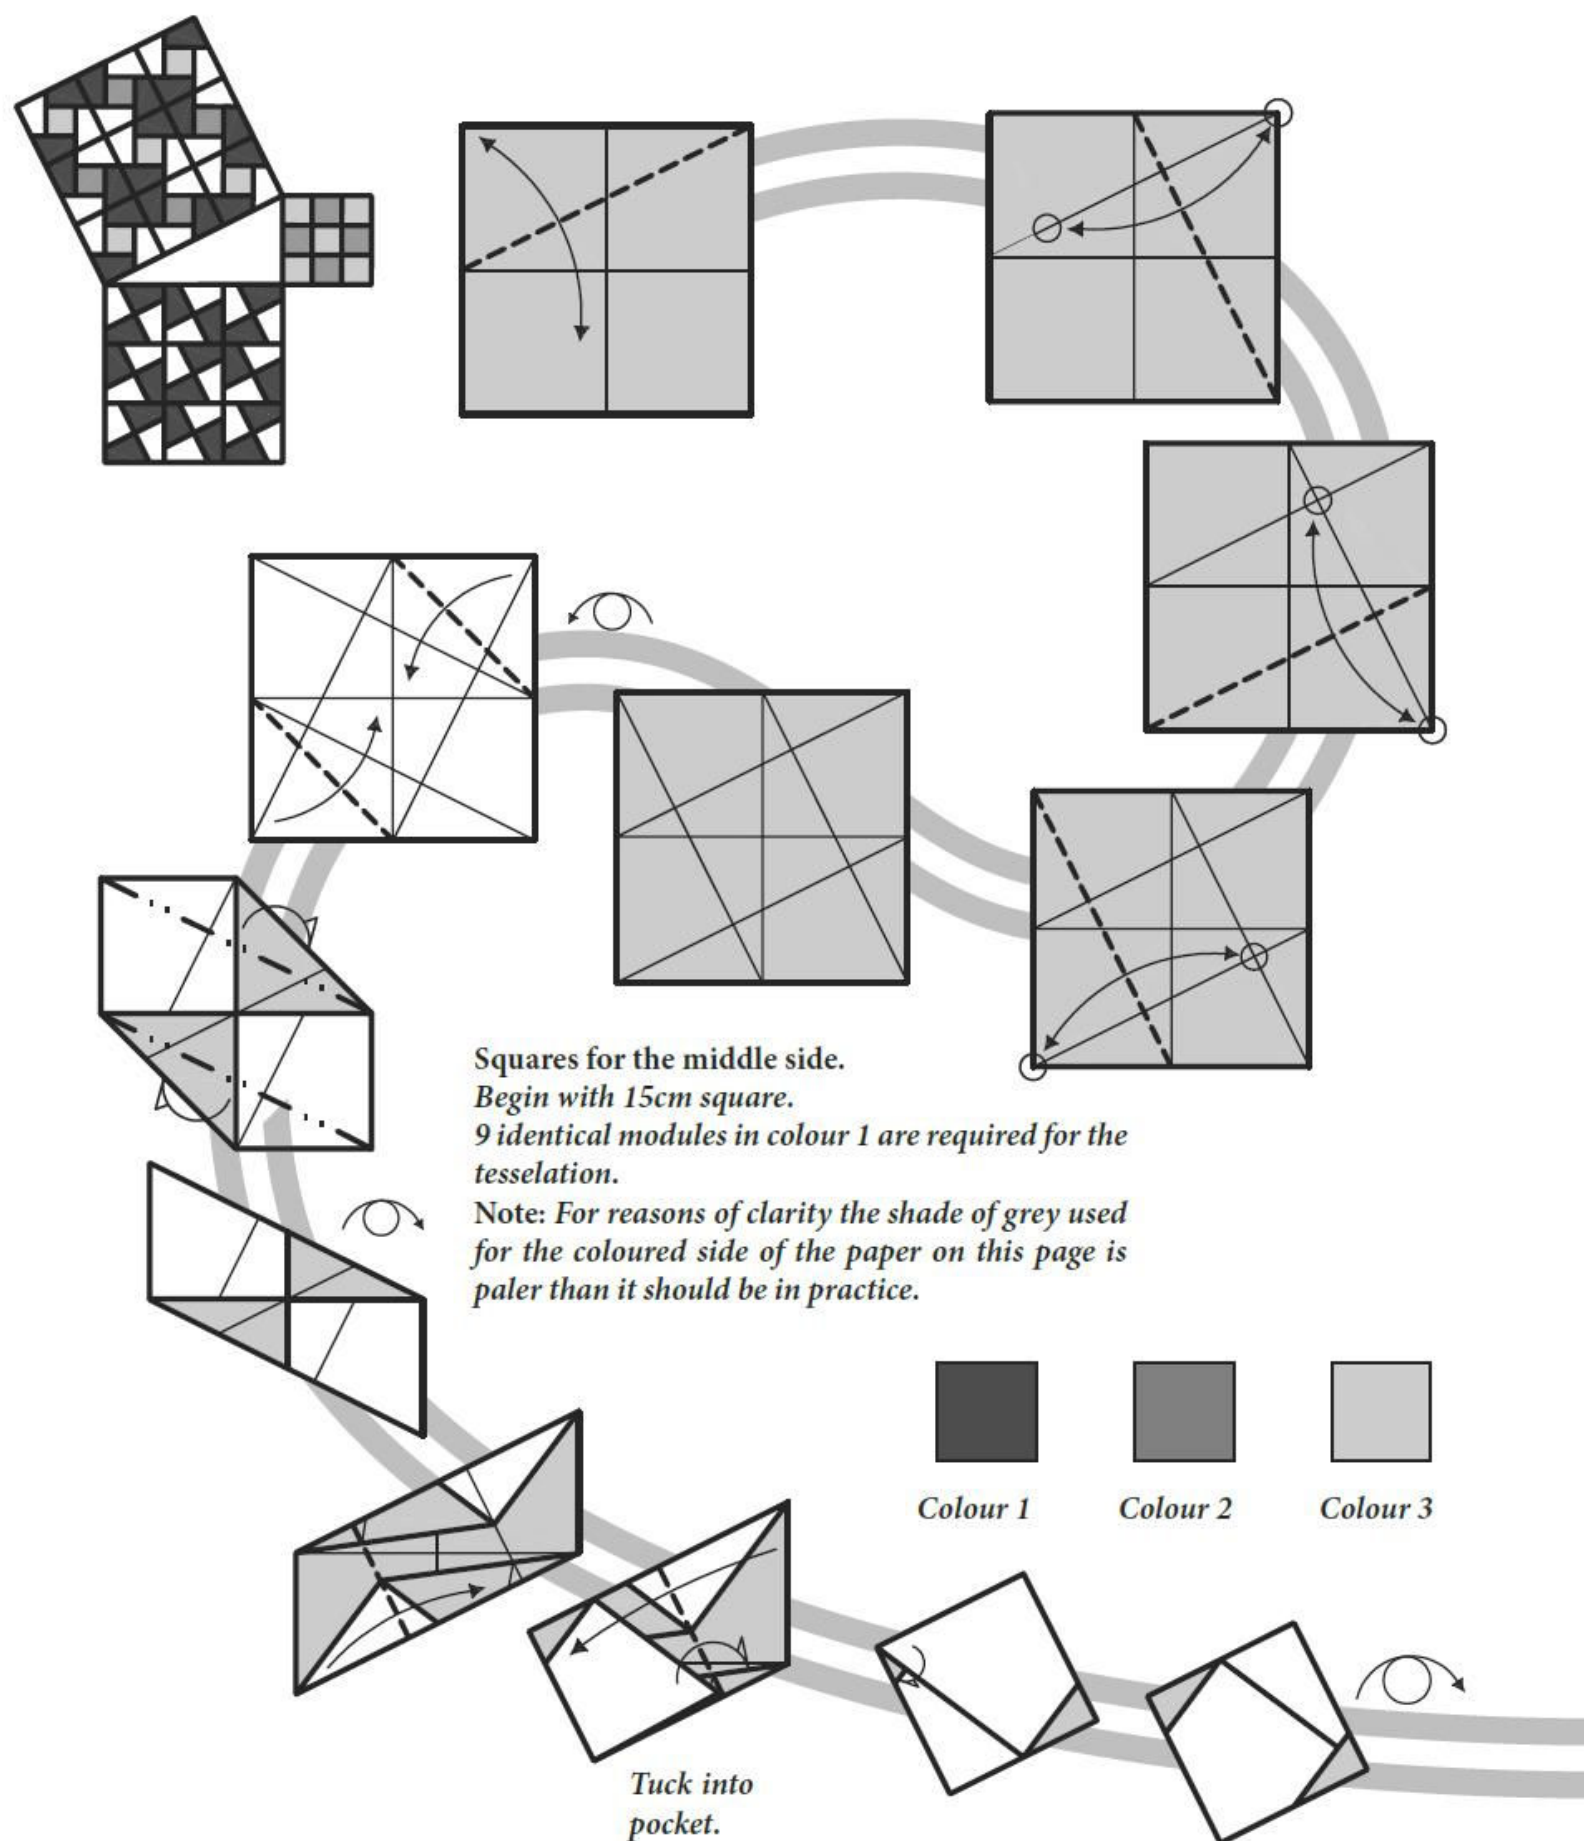 Squares for the middle side.
Begin with 15cm square.
9 identical modules in colour 1 are required for the
tesselation.
Note: For reasons of clarity the shade of grey used
for the coloured side of the paper on this page is
paler than it should be in practice.
Colour 1 Colour 2 Colour 3
Tuck into
pocket.